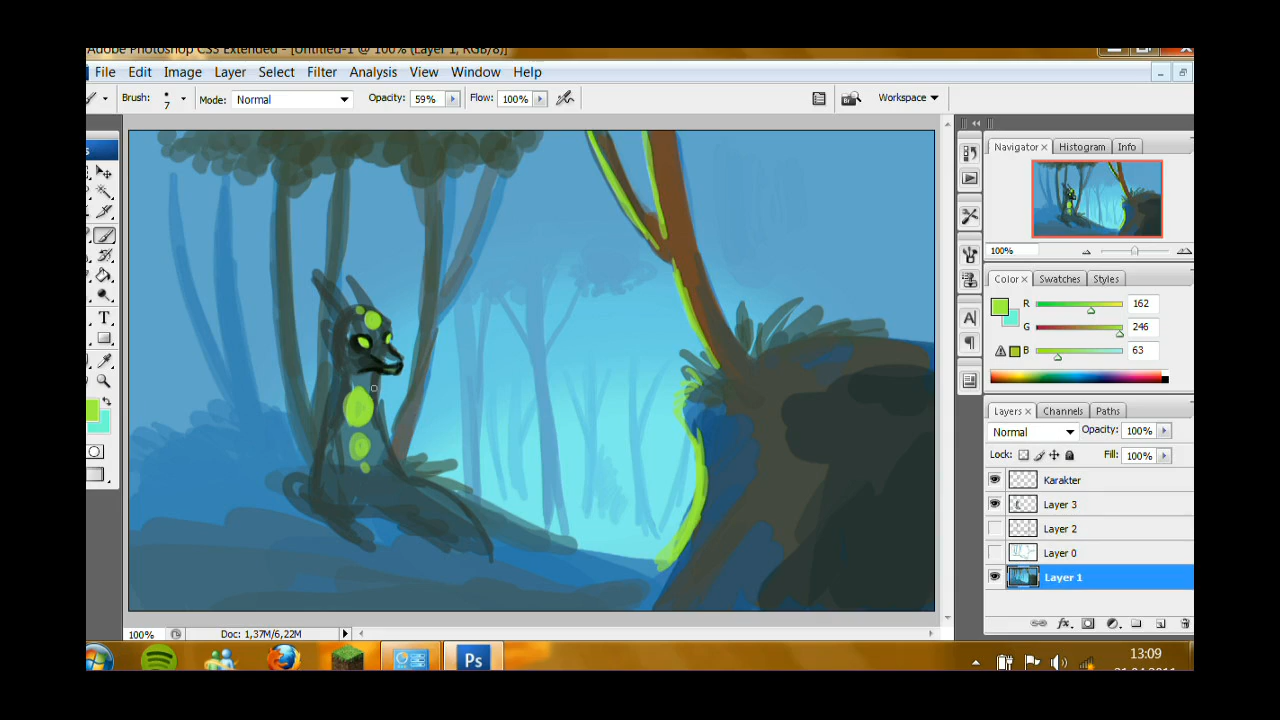 Adobe Photoshop CS3 Extended - [Untitled-1 @ 100% (Layer 1, RGB/8)]
File Edit Image Layer Select Filter Analysis View Window Help
Brush: 7 Mode: Normal Opacity: 59% Flow: 100% Workspace
Navigator × Histogram Info
100%
Color × Swatches Styles
R 162
G 246
B 63
Layers × Channels Paths
Normal Opacity: 100%
Lock: Fill: 100%
Karakter
Layer 3
Layer 2
Layer 0
Layer 1
100% Doc: 1,37M/6,22M
Ps 13:09